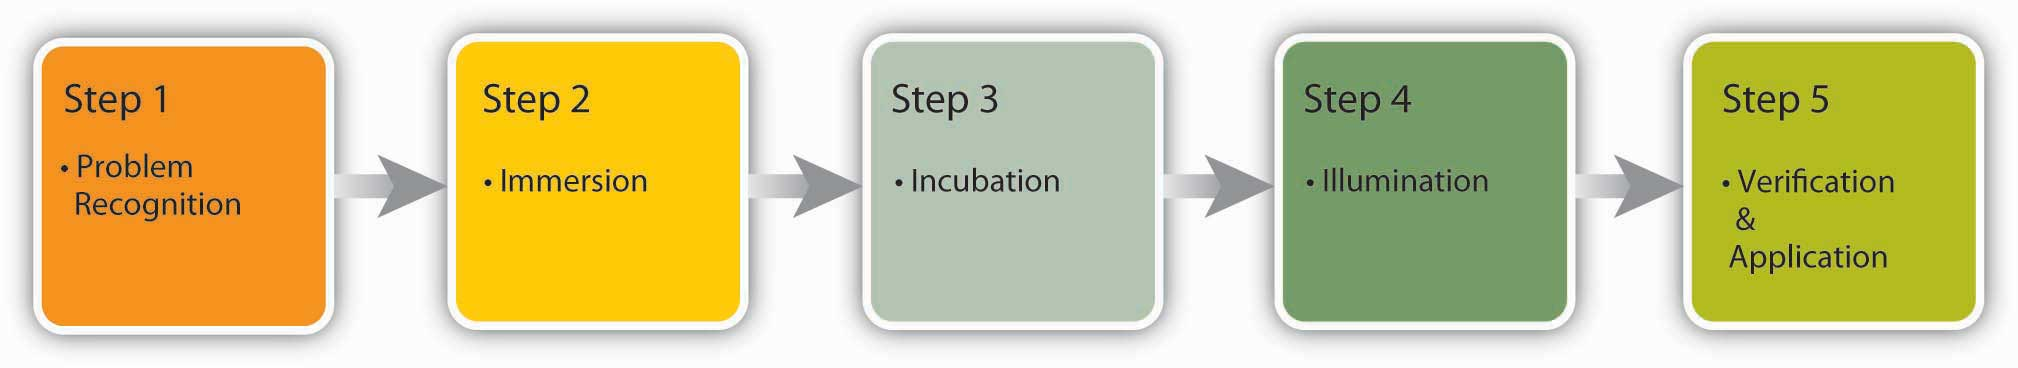 Step 1
• Problem
Recognition
Step 2
• Immersion
Step 3
• Incubation
Step 4
• Illumination
Step 5
• Verification
&
Application